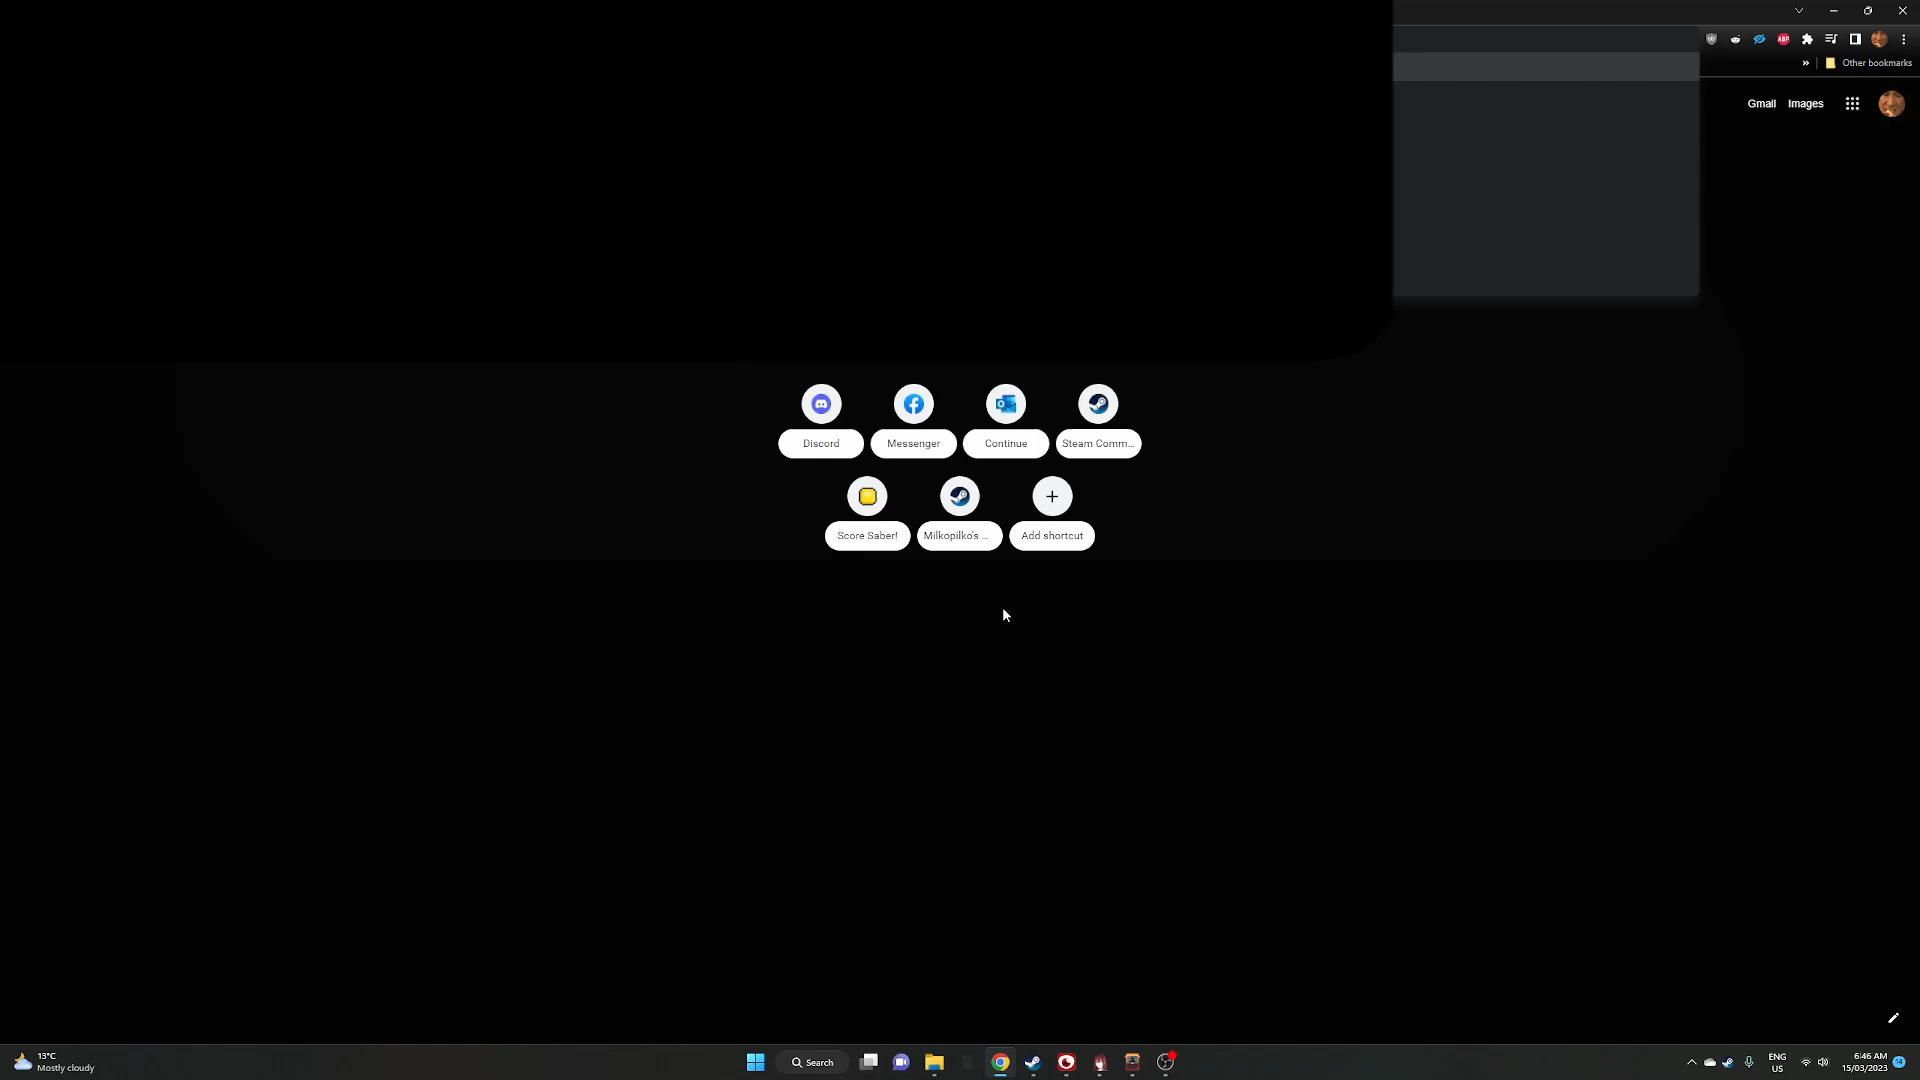 Other bookmarks
Gmail Images
Discord
Messenger
Continue
Steam Comm...
Score Saber!
Milkopilko's ...
Add shortcut
13°C
Mostly cloudy
Search
ENG
US
6:46 AM
15/03/2023